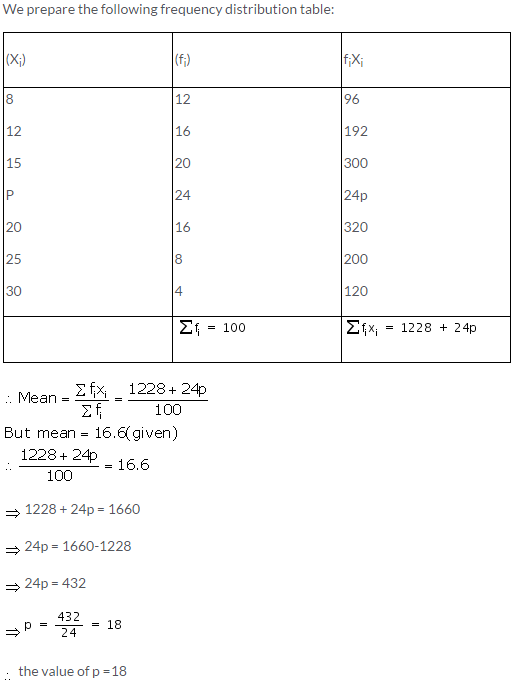 We prepare the following frequency distribution table:
(Xᵢ) (fᵢ) fᵢXᵢ
8 12 96
12 16 192
15 20 300
P 24 24p
20 16 320
25 8 200
30 4 120
Σfᵢ = 100 Σfᵢxᵢ = 1228 + 24p
∴ Mean = Σfᵢxᵢ / Σfᵢ = 1228 + 24p / 100
But mean = 16.6(given)
∴ 1228 + 24p / 100 = 16.6
⇒ 1228 + 24p = 1660
⇒ 24p = 1660-1228
⇒ 24p = 432
⇒ p = 432 / 24 = 18
∴ the value of p =18